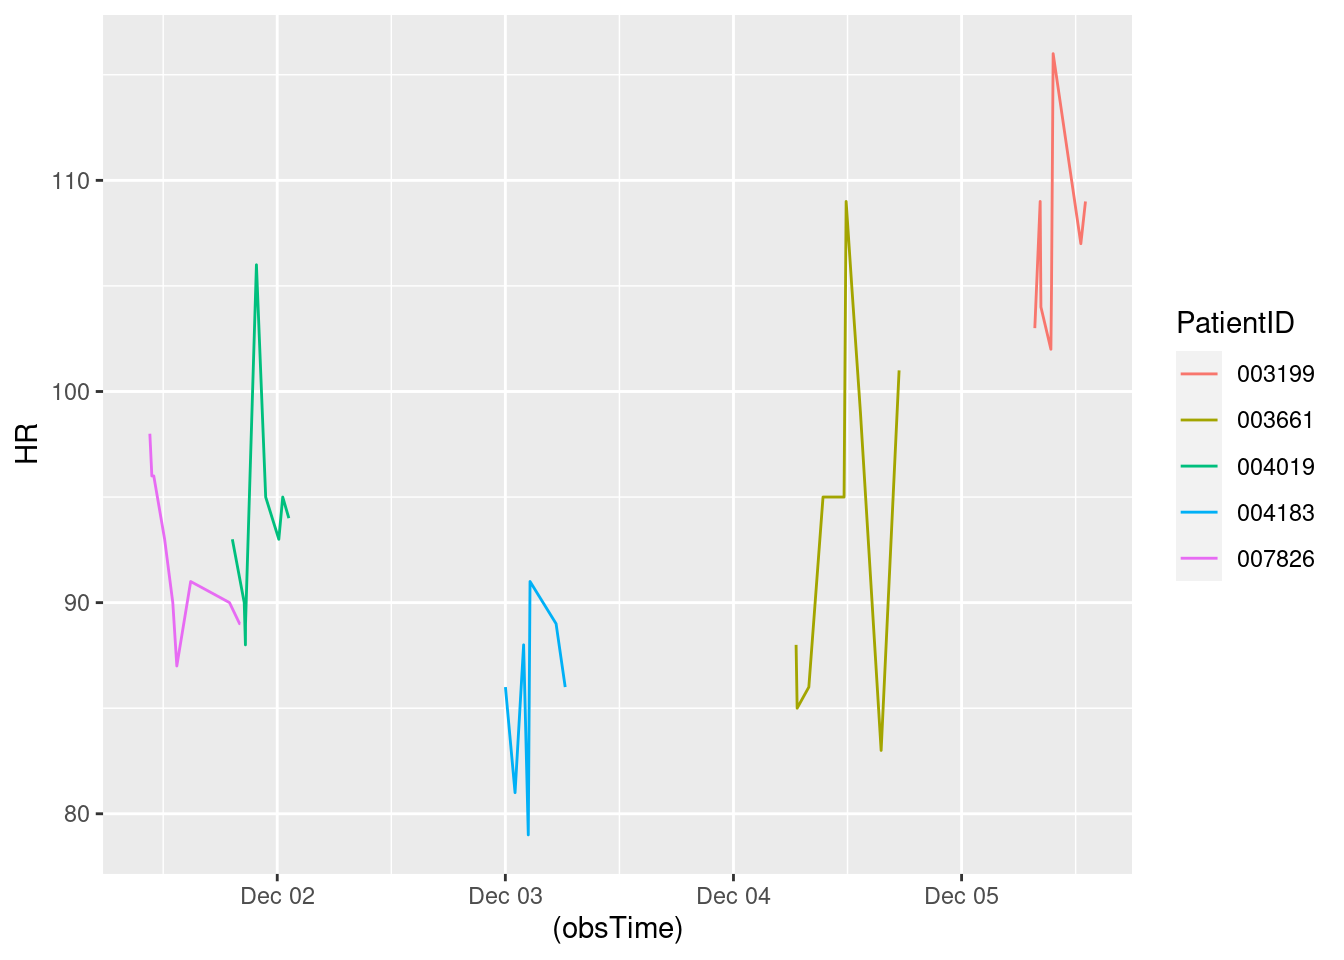 110
100
90
80
HR
Dec 02
Dec 03
Dec 04
Dec 05
(obsTime)
PatientID
003199
003661
004019
004183
007826